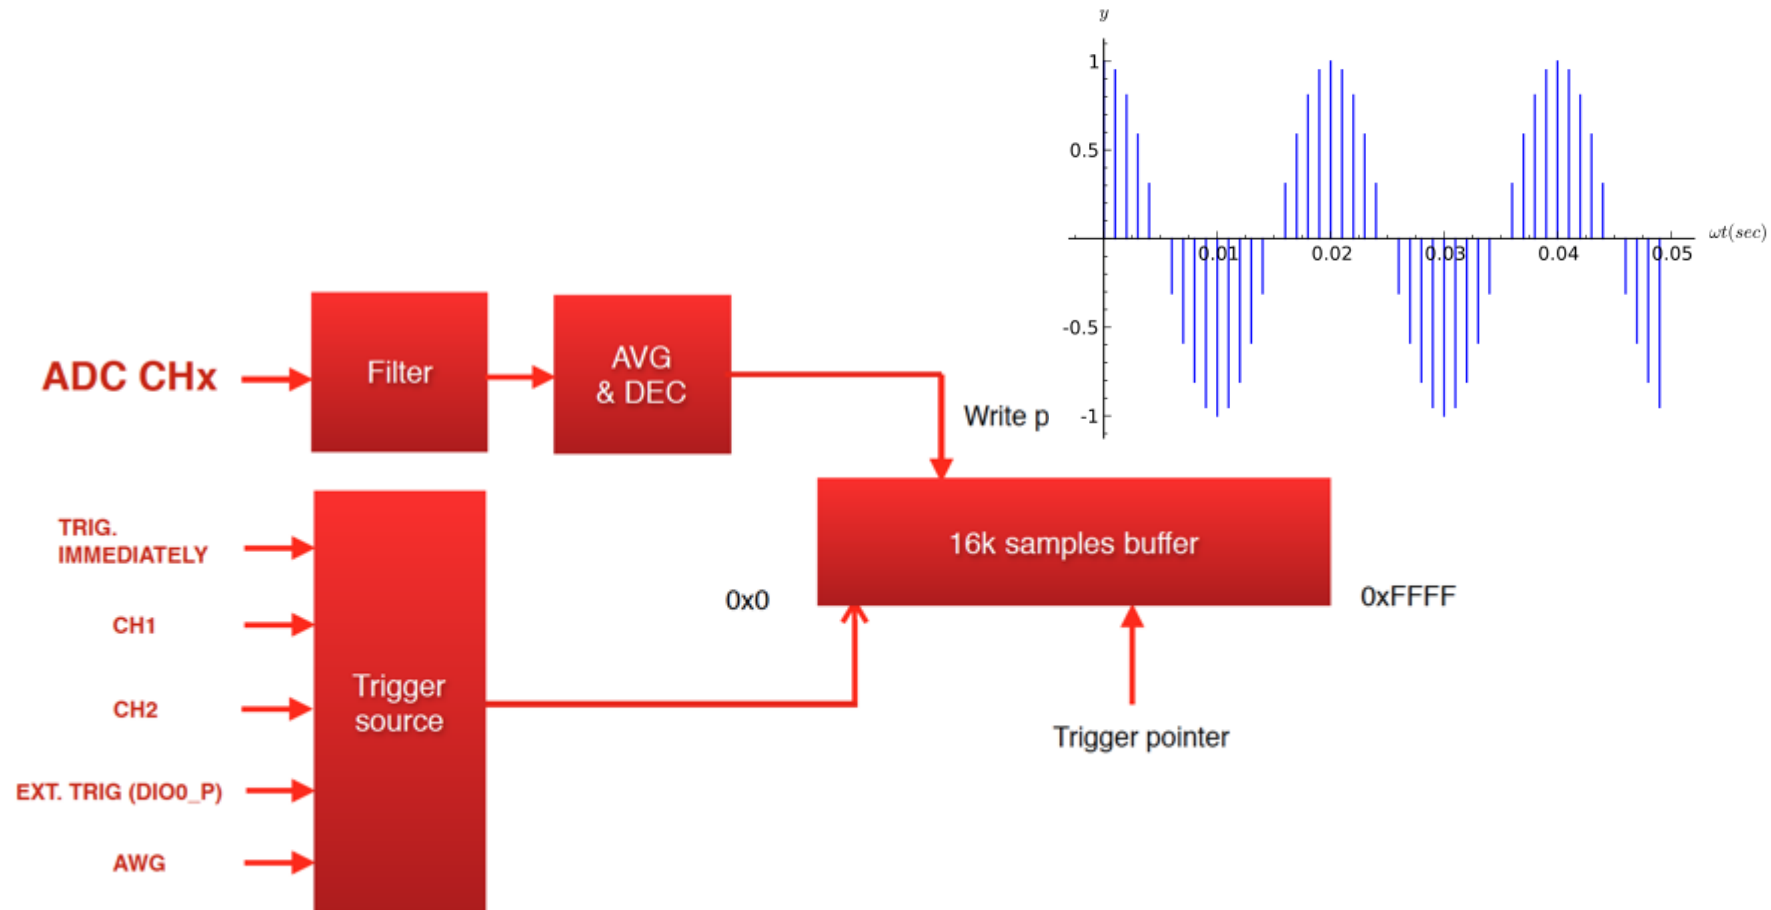 y
1
0.5
0.01
0.02
0.03
0.04
0.05
ωt(sec)
-0.5
-1
ADC CHx
Filter
AVG
& DEC
Write p
16k samples buffer
0x0
0xFFFF
Trigger pointer
TRIG.
IMMEDIATELY
CH1
CH2
EXT. TRIG (DIO0_P)
AWG
Trigger
source